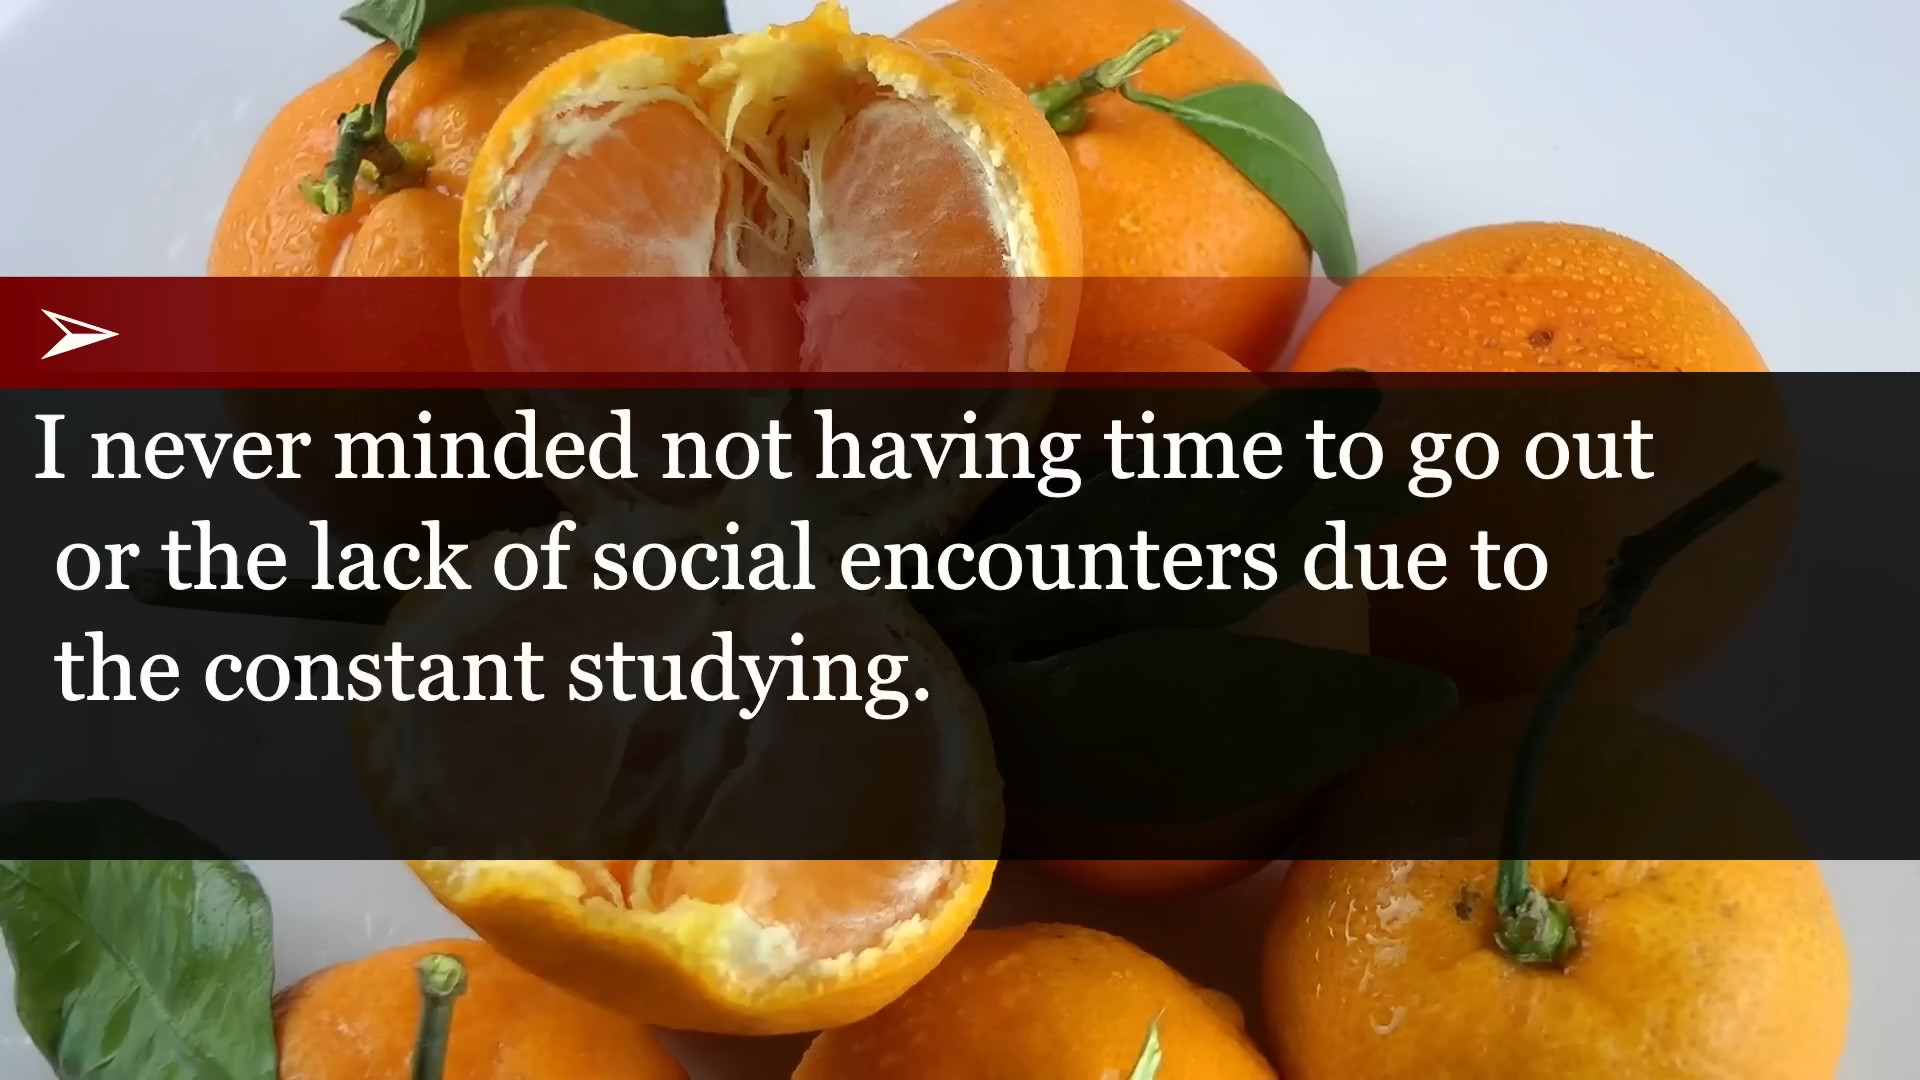 I never minded not having time to go out
or the lack of social encounters due to
the constant studying.